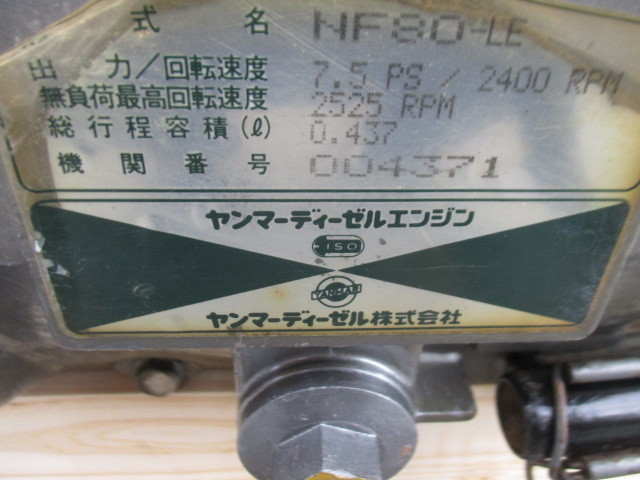 式 名 NF80-LE
出 力/回転速度 7.5 PS / 2400 RPM
無負荷最高回転速度 2525 RPM
総行程容積(ℓ) 0.437
機関番号 004371
ヤンマーディーゼルエンジン
ISO
YANMAR
ヤンマーディーゼル株式会社